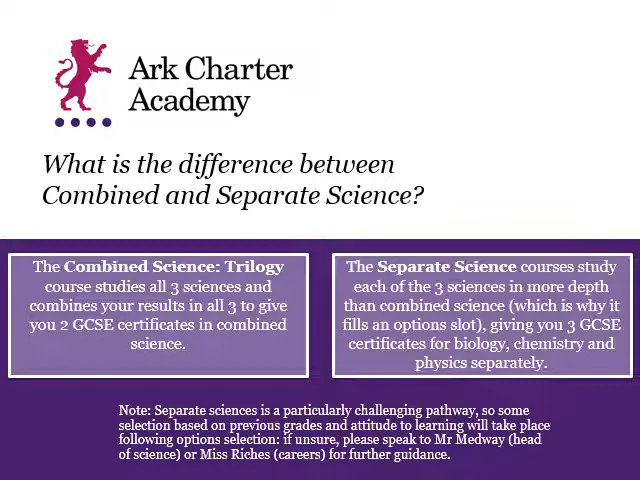 Ark Charter
Academy
What is the difference between
Combined and Separate Science?
The Combined Science: Trilogy
course studies all 3 sciences and
combines your results in all 3 to give
you 2 GCSE certificates in combined
science.
The Separate Science courses study
each of the 3 sciences in more depth
than combined science (which is why it
fills an options slot), giving you 3 GCSE
certificates for biology, chemistry and
physics separately.
Note: Separate sciences is a particularly challenging pathway, so some
selection based on previous grades and attitude to learning will take place
following options selection: if unsure, please speak to Mr Medway (head
of science) or Miss Riches (careers) for further guidance.